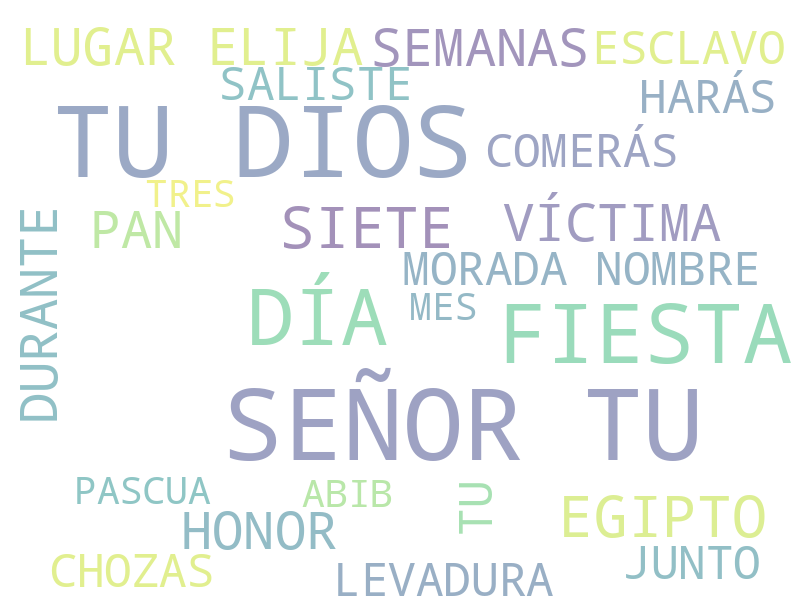 LUGAR ELIJA SEMANAS ESCLAVO
SALISTE HARÁS
TU DIOS COMERÁS
TRES
PAN SIETE VÍCTIMA
MORADA NOMBRE
DURANTE
DÍA MES FIESTA
SEÑOR TU
PASCUA ABIB TU
HONOR EGIPTO
CHOZAS LEVADURA JUNTO